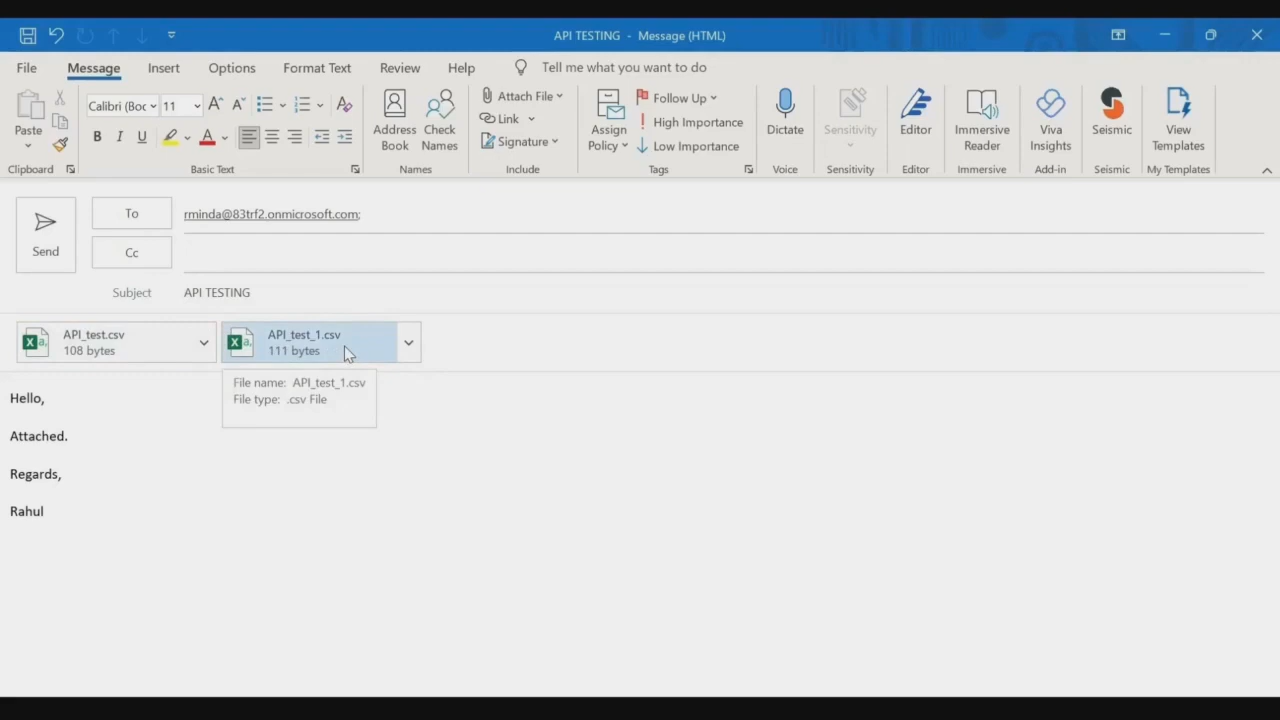 API TESTING - Message (HTML)
File Message Insert Options Format Text Review Help Tell me what you want to do
Paste
Clipboard
Calibri (Boc 11
B I U
Basic Text
Address Book
Check Names
Names
Attach File
Link
Signature
Include
Assign Policy
Follow Up
High Importance
Low Importance
Tags
Dictate
Voice
Sensitivity
Sensitivity
Editor
Editor
Immersive Reader
Immersive
Viva Insights
Add-in
Seismic
Seismic
View Templates
My Templates
Send
To rminda@83trf2.onmicrosoft.com;
Cc
Subject API TESTING
API_test.csv
108 bytes
API_test_1.csv
111 bytes
File name: API_test_1.csv
File type: .csv File
Hello,
Attached.
Regards,
Rahul